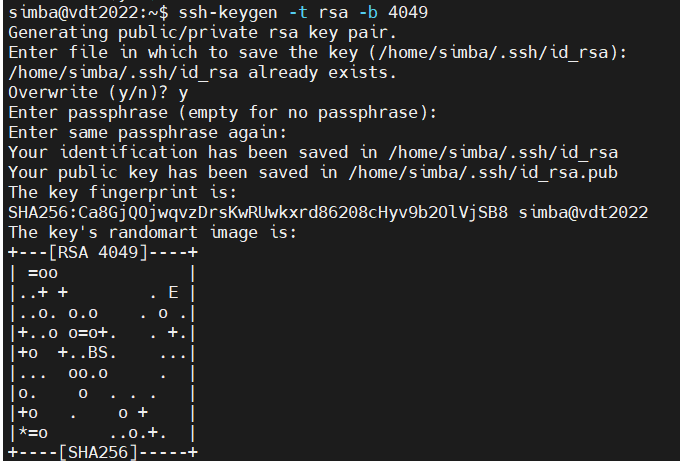 simba@vdt2022:~$ ssh-keygen -t rsa -b 4049
Generating public/private rsa key pair.
Enter file in which to save the key (/home/simba/.ssh/id_rsa):
/home/simba/.ssh/id_rsa already exists.
Overwrite (y/n)? y
Enter passphrase (empty for no passphrase):
Enter same passphrase again:
Your identification has been saved in /home/simba/.ssh/id_rsa
Your public key has been saved in /home/simba/.ssh/id_rsa.pub
The key fingerprint is:
SHA256:Ca8GjQOjwqvzDrsKwRUwkxrd86208cHyv9b2OlVjSB8 simba@vdt2022
The key's randomart image is:
+---[RSA 4049]----+
| =oo             |
|..+ +        . E |
|..o. o.o    . o .|
|+..o o=o+.   . +.|
|+o  +..BS.    ...|
|...  oo.o     .  |
|o.    o  . . .   |
|+o   .    o +    |
|*=o      ..o.+.  |
+----[SHA256]-----+